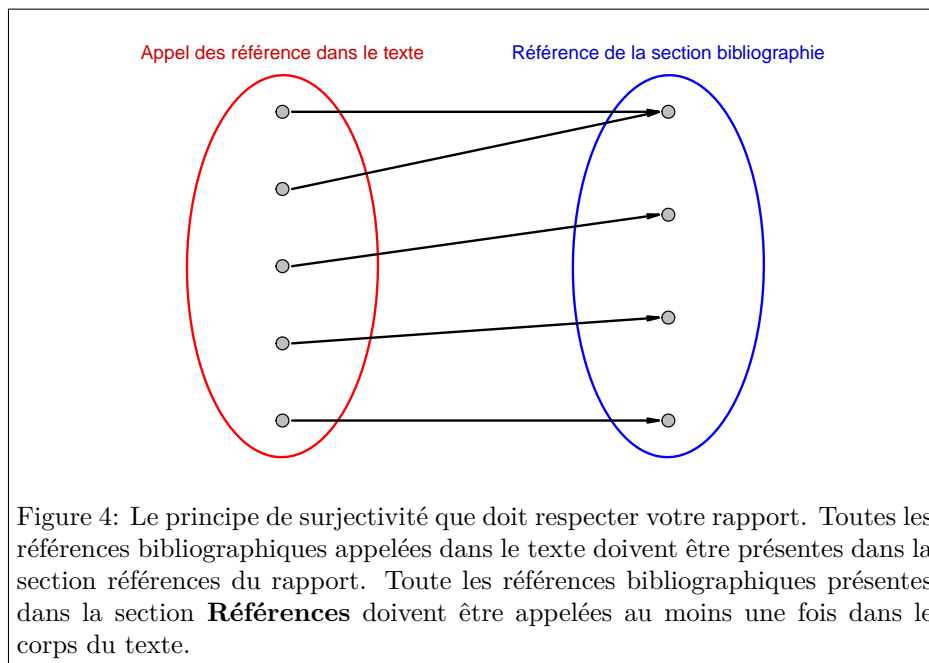 Appel des référence dans le texte
Référence de la section bibliographie
Figure 4: Le principe de surjectivité que doit respecter votre rapport. Toutes les
références bibliographiques appelées dans le texte doivent être présentes dans la
section références du rapport. Toute les références bibliographiques présentes
dans la section Références doivent être appelées au moins une fois dans le
corps du texte.